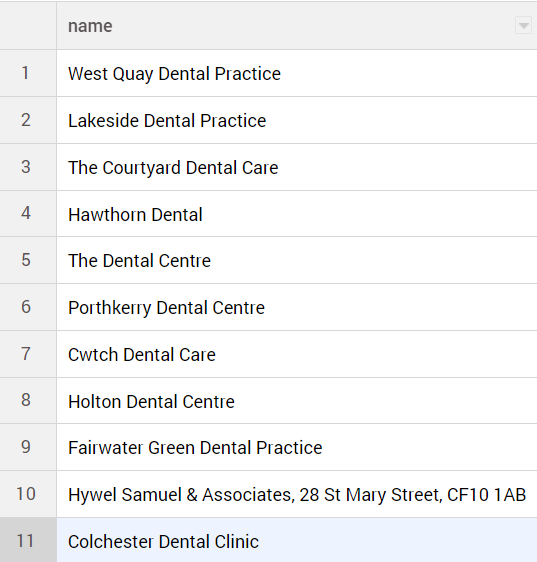 name
1 West Quay Dental Practice
2 Lakeside Dental Practice
3 The Courtyard Dental Care
4 Hawthorn Dental
5 The Dental Centre
6 Porthkerry Dental Centre
7 Cwtch Dental Care
8 Holton Dental Centre
9 Fairwater Green Dental Practice
10 Hywel Samuel & Associates, 28 St Mary Street, CF10 1AB
11 Colchester Dental Clinic